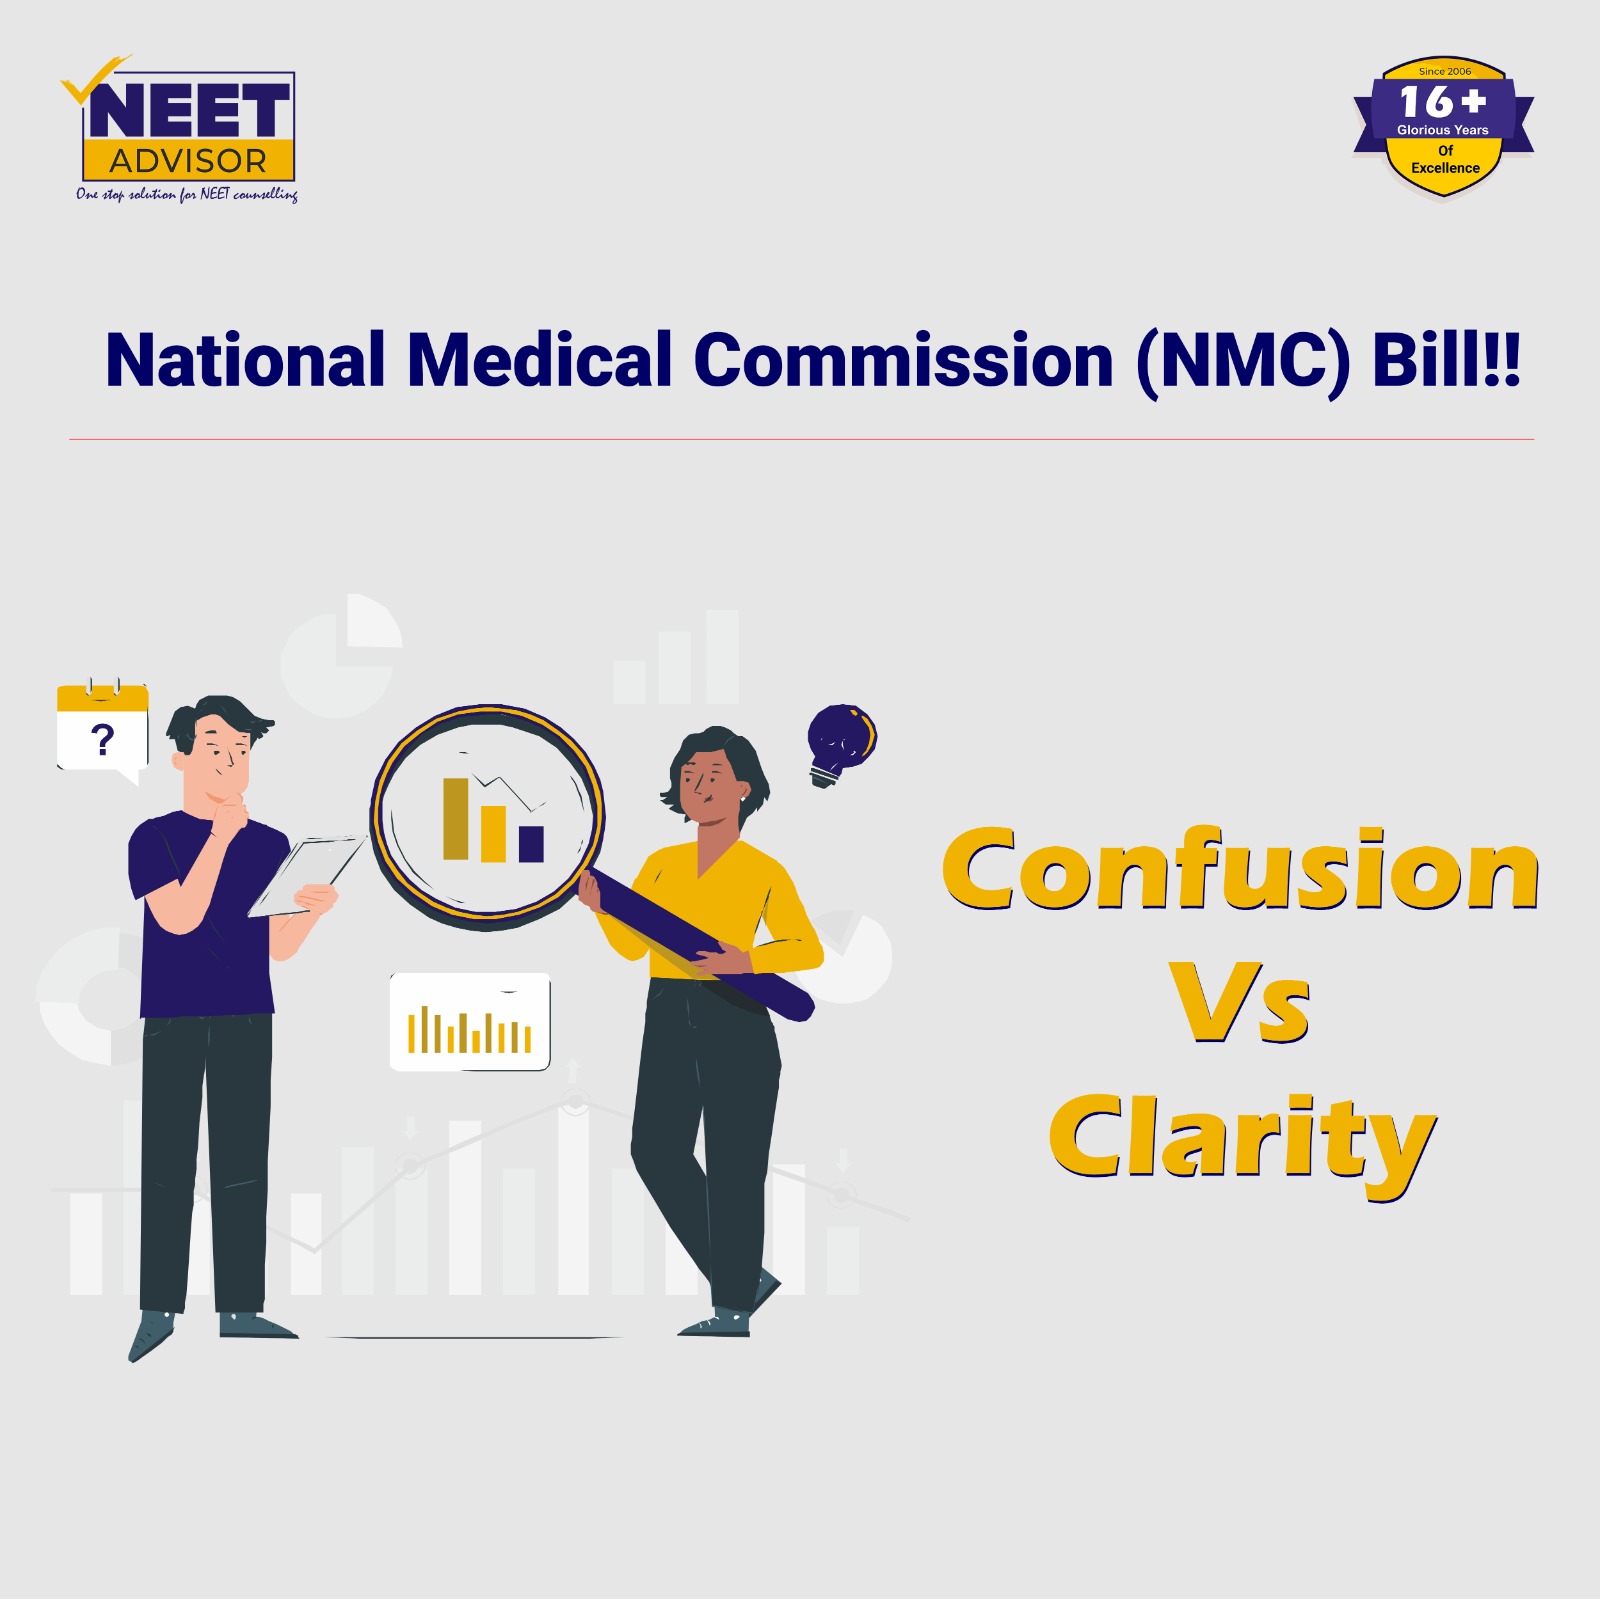 NEET
ADVISOR
One stop solution for NEET counselling
Since 2006
16+
Glorious Years
Of
Excellence
National Medical Commission (NMC) Bill!!
?
Confusion
Vs
Clarity